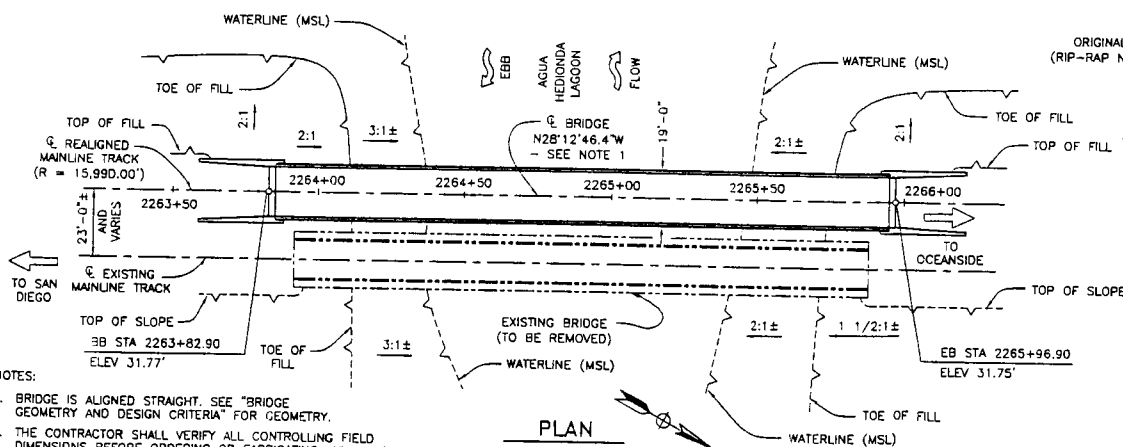 WATERLINE (MSL)
ORIGINAL
(RIP-RAP N
EBB
AGUA
HEDIONDA
LAGOON
FLOW
WATERLINE (MSL)
TOE OF FILL
TOE OF FILL
TOP OF FILL
2:1
2:1
3:1±
℄ BRIDGE
N28°12'46.4"W
- SEE NOTE 1
19'-0"
2:1±
2:1
TOP OF FILL
℄ REALIGNED
MAINLINE TRACK
(R = 15,990.00')
2263+50
2264+00
2264+50
2265+00
2265+50
2266+00
23'-0"±
AND
VARIES
TO
OCEANSIDE
℄ EXISTING
MAINLINE TRACK
TO SAN
DIEGO
TOP OF SLOPE
TOP OF SLOPE
EXISTING BRIDGE
(TO BE REMOVED)
2:1±
1 1/2:1±
BB STA 2263+82.90
ELEV 31.77'
TOE OF
FILL
3:1±
WATERLINE (MSL)
EB STA 2265+96.90
ELEV 31.75'
NOTES:
BRIDGE IS ALIGNED STRAIGHT. SEE "BRIDGE
GEOMETRY AND DESIGN CRITERIA" FOR GEOMETRY.
THE CONTRACTOR SHALL VERIFY ALL CONTROLLING FIELD
DIMENSIONS BEFORE ORDERING OR FABRICATING
PLAN
TOE OF FILL
WATERLINE (MSL)